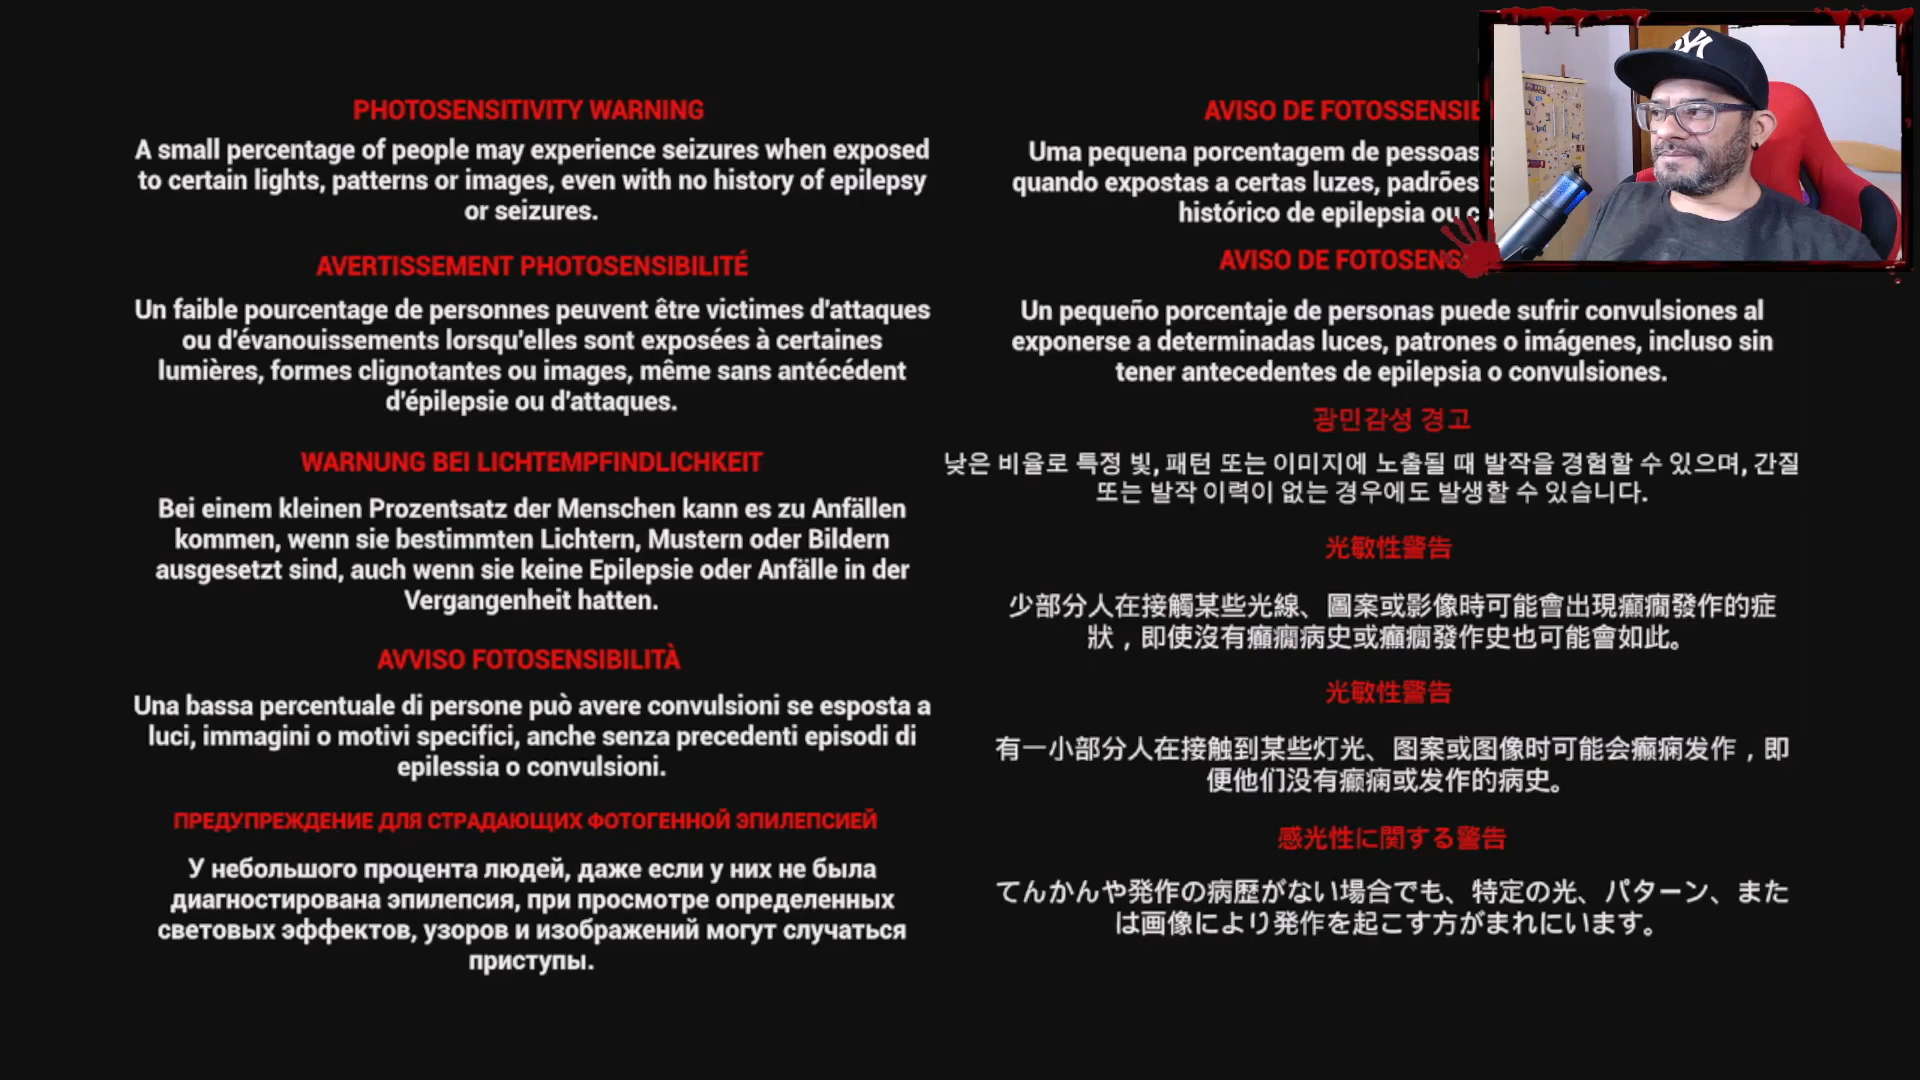 PHOTOSENSITIVITY WARNING
A small percentage of people may experience seizures when exposed
to certain lights, patterns or images, even with no history of epilepsy
or seizures.
AVERTISSEMENT PHOTOSENSIBILITÉ
Un faible pourcentage de personnes peuvent être victimes d'attaques
ou d'évanouissements lorsqu'elles sont exposées à certaines
lumières, formes clignotantes ou images, même sans antécédent
d'épilepsie ou d'attaques.
WARNUNG BEI LICHTEMPFINDLICHKEIT
Bei einem kleinen Prozentsatz der Menschen kann es zu Anfällen
kommen, wenn sie bestimmten Lichtern, Mustern oder Bildern
ausgesetzt sind, auch wenn sie keine Epilepsie oder Anfälle in der
Vergangenheit hatten.
AVVISO FOTOSENSIBILITÀ
Una bassa percentuale di persone può avere convulsioni se esposta a
luci, immagini o motivi specifici, anche senza precedenti episodi di
epilessia o convulsioni.
ПРЕДУПРЕЖДЕНИЕ ДЛЯ СТРАДАЮЩИХ ФОТОГЕННОЙ ЭПИЛЕПСИЕЙ
У небольшого процента людей, даже если у них не была
диагностирована эпилепсия, при просмотре определенных
световых эффектов, узоров и изображений могут случаться
приступы.
AVISO DE
Uma pequena porcentagem de pessoas
quando expostas a certas luzes, padrões
histórico de epilepsia ou
AVISO DE
Un pequeño porcentaje de personas puede sufrir convulsiones al
exponerse a determinadas luces, patrones o imágenes, incluso sin
tener antecedentes de epilepsia o convulsiones.
광민감성 경고
낮은 비율로 특정 빛, 패턴 또는 이미지에 노출될 때 발작을 경험할 수 있으며, 간질
또는 발작 이력이 없는 경우에도 발생할 수 있습니다.
光敏性警告
少部分人在接觸某些光線、圖案或影像時可能會出現癲癇發作的症
狀，即使沒有癲癇病史或癲癇發作史也可能會如此。
光敏性警告
有一小部分人在接触到某些灯光、图案或图像时可能会癫痫发作，即
便他们没有癫痫或发作的病史。
感光性に関する警告
てんかんや発作の病歴がない場合でも、特定の光、パターン、また
は画像により発作を起こす方がまれにいます。